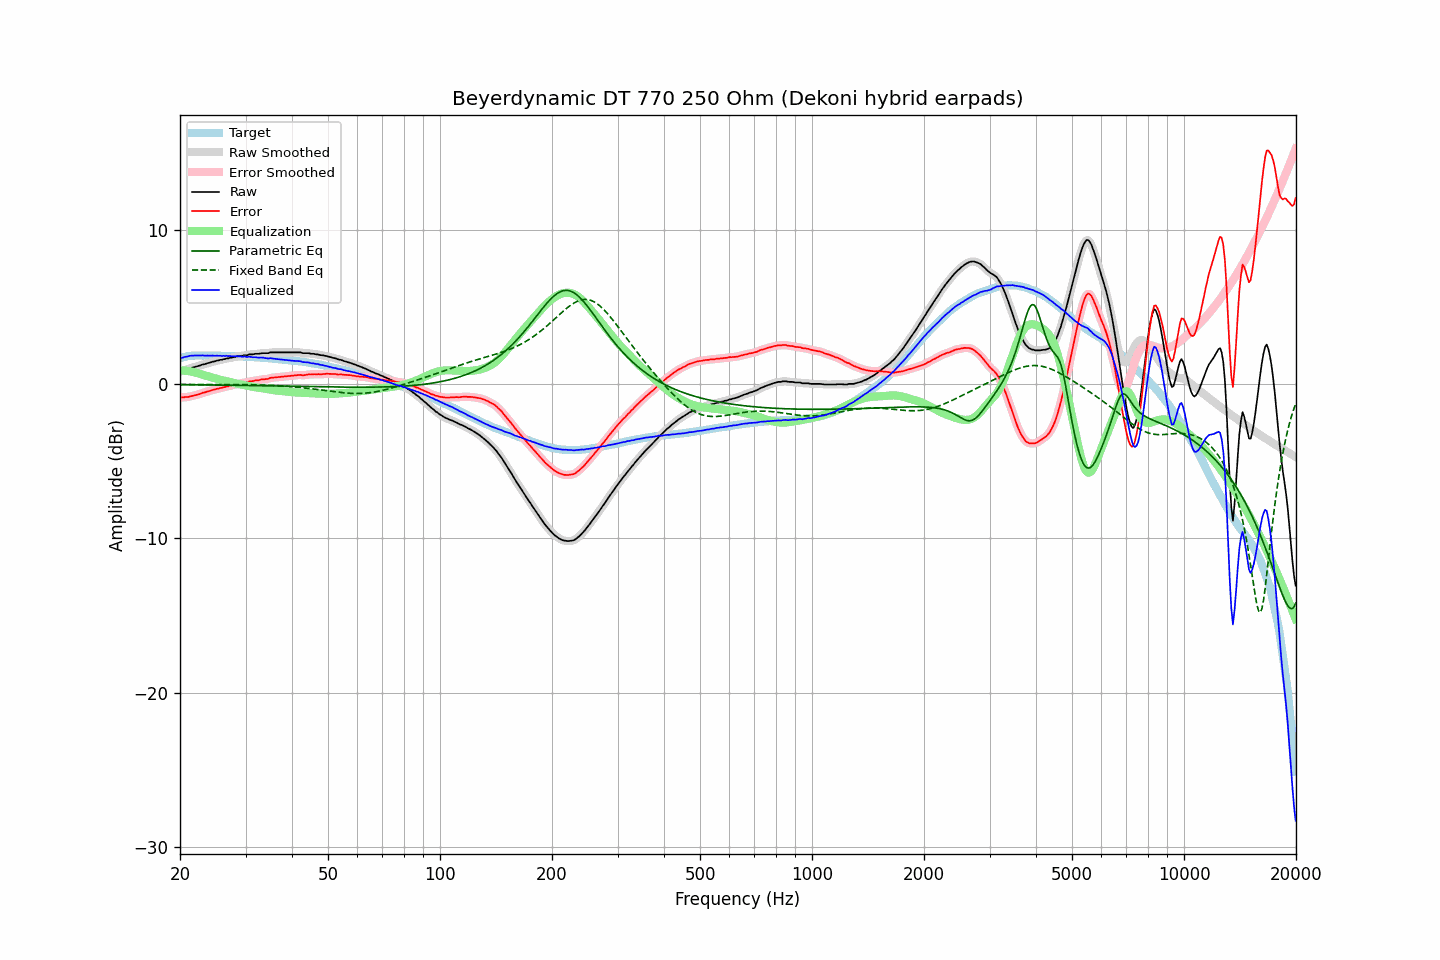 Beyerdynamic DT 770 250 Ohm (Dekoni hybrid earpads)
Target
Raw Smoothed
Error Smoothed
Raw
Error
Equalization
Parametric Eq
Fixed Band Eq
Equalized
10
0
−10
−20
−30
Amplitude (dBr)
20
50
100
200
500
1000
2000
5000
10000
20000
Frequency (Hz)